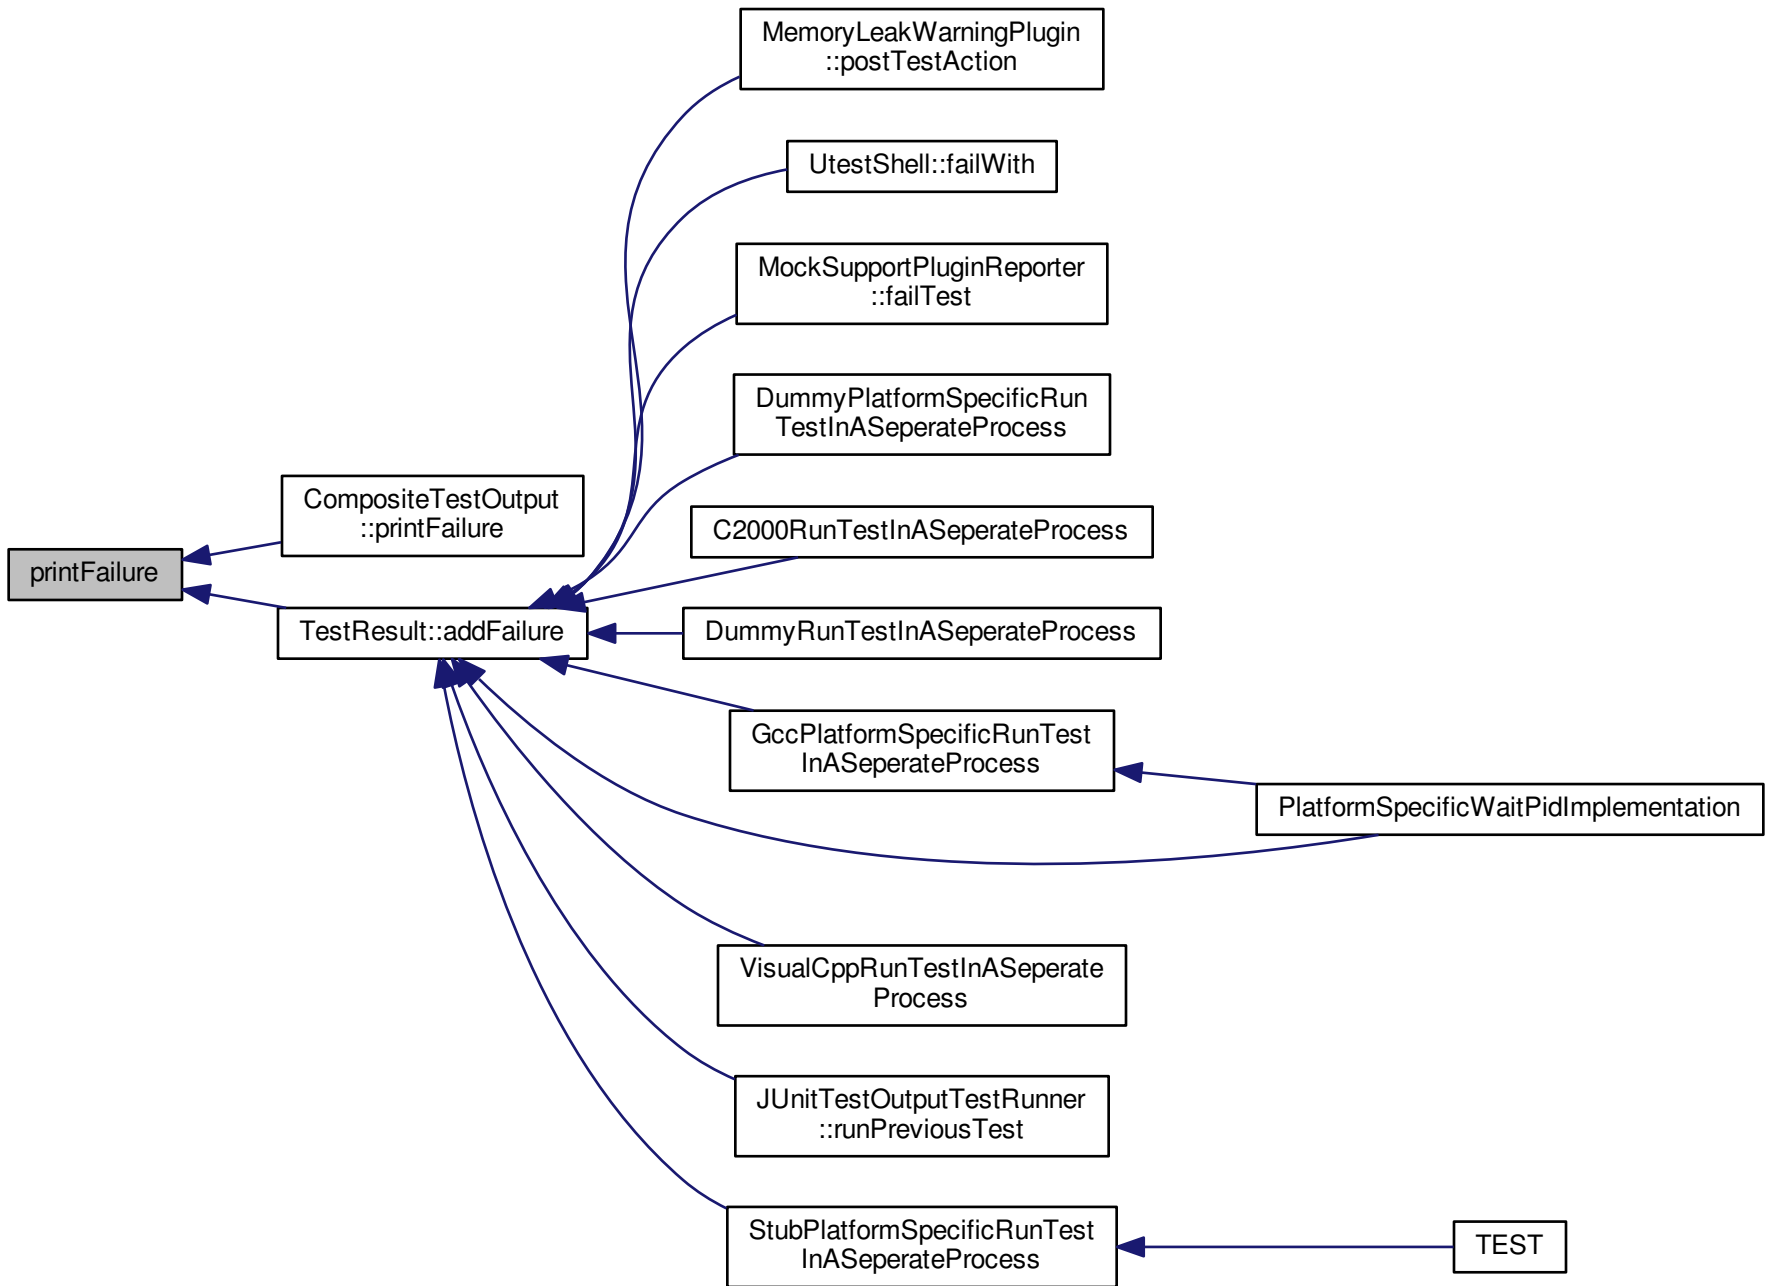 MemoryLeakWarningPlugin
::postTestAction
UtestShell::failWith
MockSupportPluginReporter
::failTest
DummyPlatformSpecificRun
TestInASeperateProcess
CompositeTestOutput
::printFailure
C2000RunTestInASeperateProcess
printFailure
TestResult::addFailure
DummyRunTestInASeperateProcess
GccPlatformSpecificRunTest
InASeperateProcess
PlatformSpecificWaitPidImplementation
VisualCppRunTestInASeperate
Process
JUnitTestOutputTestRunner
::runPreviousTest
StubPlatformSpecificRunTest
InASeperateProcess
TEST